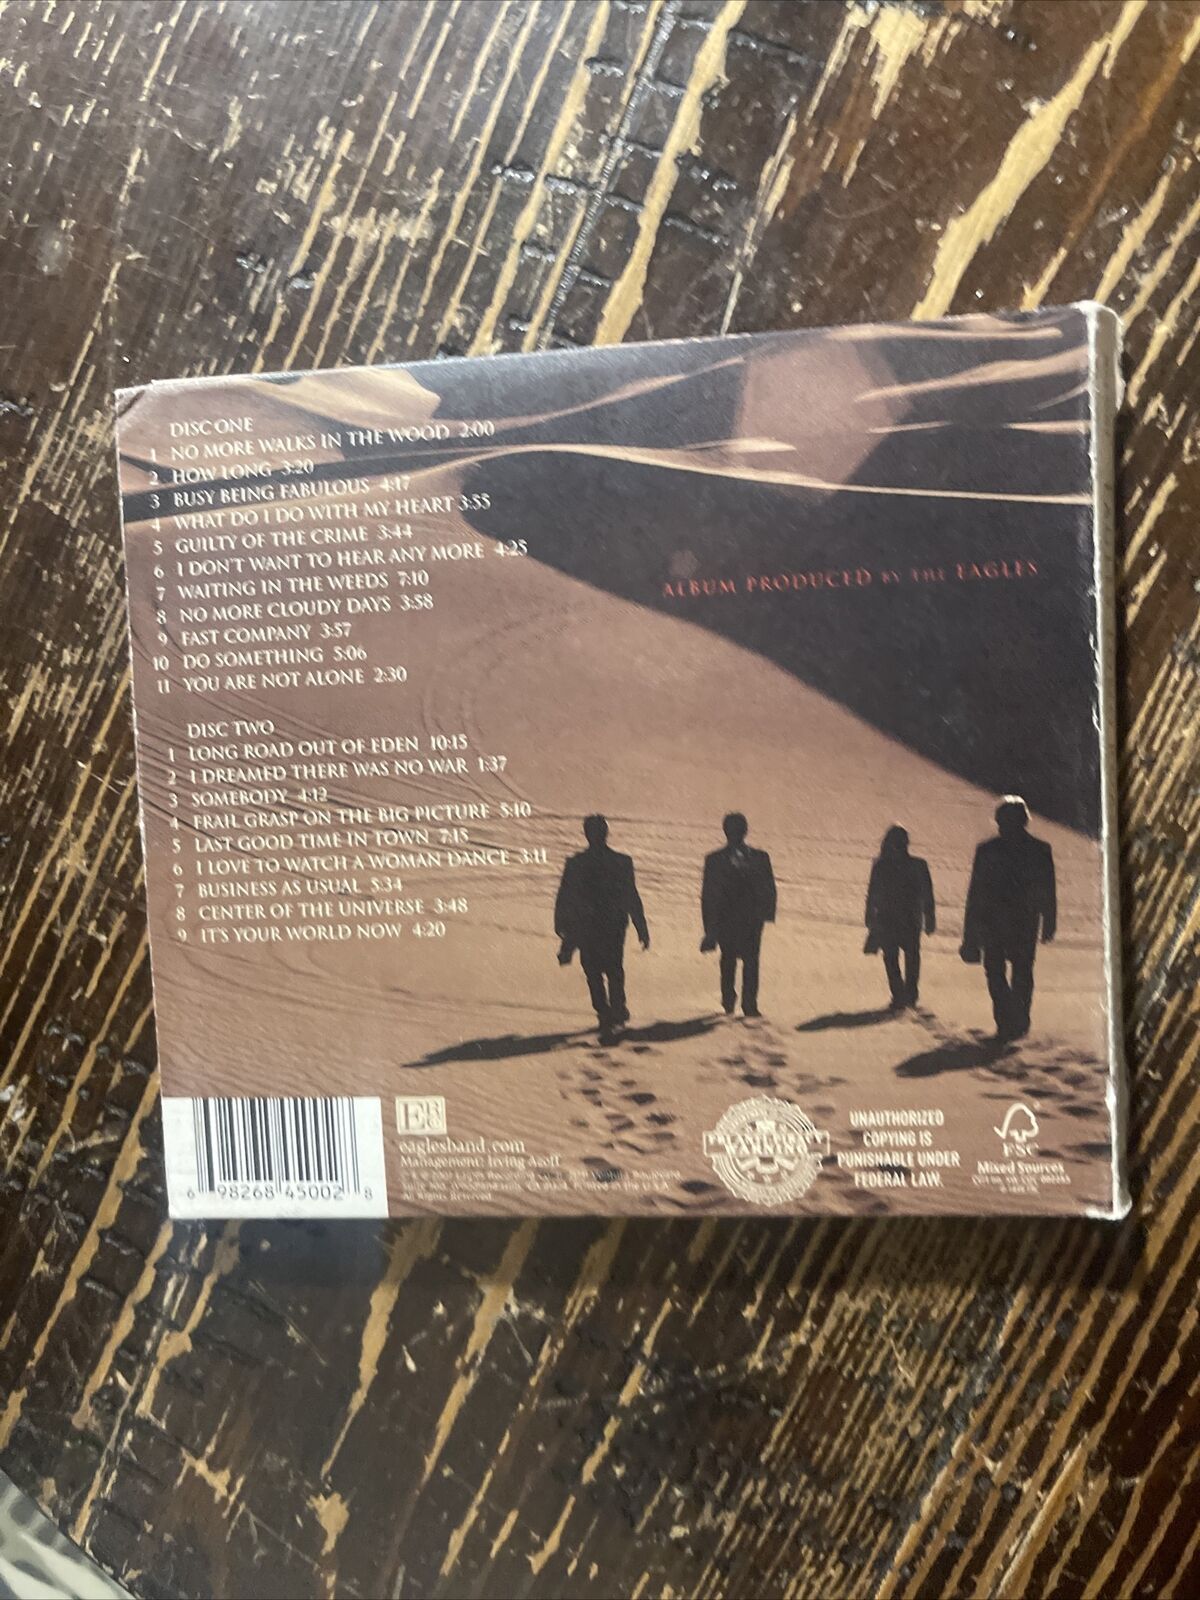 DISC ONE
1 NO MORE WALKS IN THE WOOD 2:00
2 HOW LONG 3:20
3 BUSY BEING FABULOUS 4:17
4 WHAT DO I DO WITH MY HEART 3:55
5 GUILTY OF THE CRIME 3:44
6 I DON'T WANT TO HEAR ANY MORE 4:25
7 WAITING IN THE WEEDS 7:10
8 NO MORE CLOUDY DAYS 3:58
9 FAST COMPANY 3:57
10 DO SOMETHING 5:06
11 YOU ARE NOT ALONE 2:30
DISC TWO
1 LONG ROAD OUT OF EDEN 10:15
2 I DREAMED THERE WAS NO WAR 1:37
3 SOMEBODY 4:12
4 FRAIL GRASP ON THE BIG PICTURE 5:10
5 LAST GOOD TIME IN TOWN 7:15
6 I LOVE TO WATCH A WOMAN DANCE 3:11
7 BUSINESS AS USUAL 5:34
8 CENTER OF THE UNIVERSE 3:48
9 IT'S YOUR WORLD NOW 4:20
ALBUM PRODUCED BY THE EAGLES
6 98268 45002 8
eaglesband.com
Management: Irving Azoff
Printed in the U.S.A.
All Rights Reserved.
WARNING
UNAUTHORIZED
COPYING IS
PUNISHABLE UNDER
FEDERAL LAW.
FSC
Mixed Sources